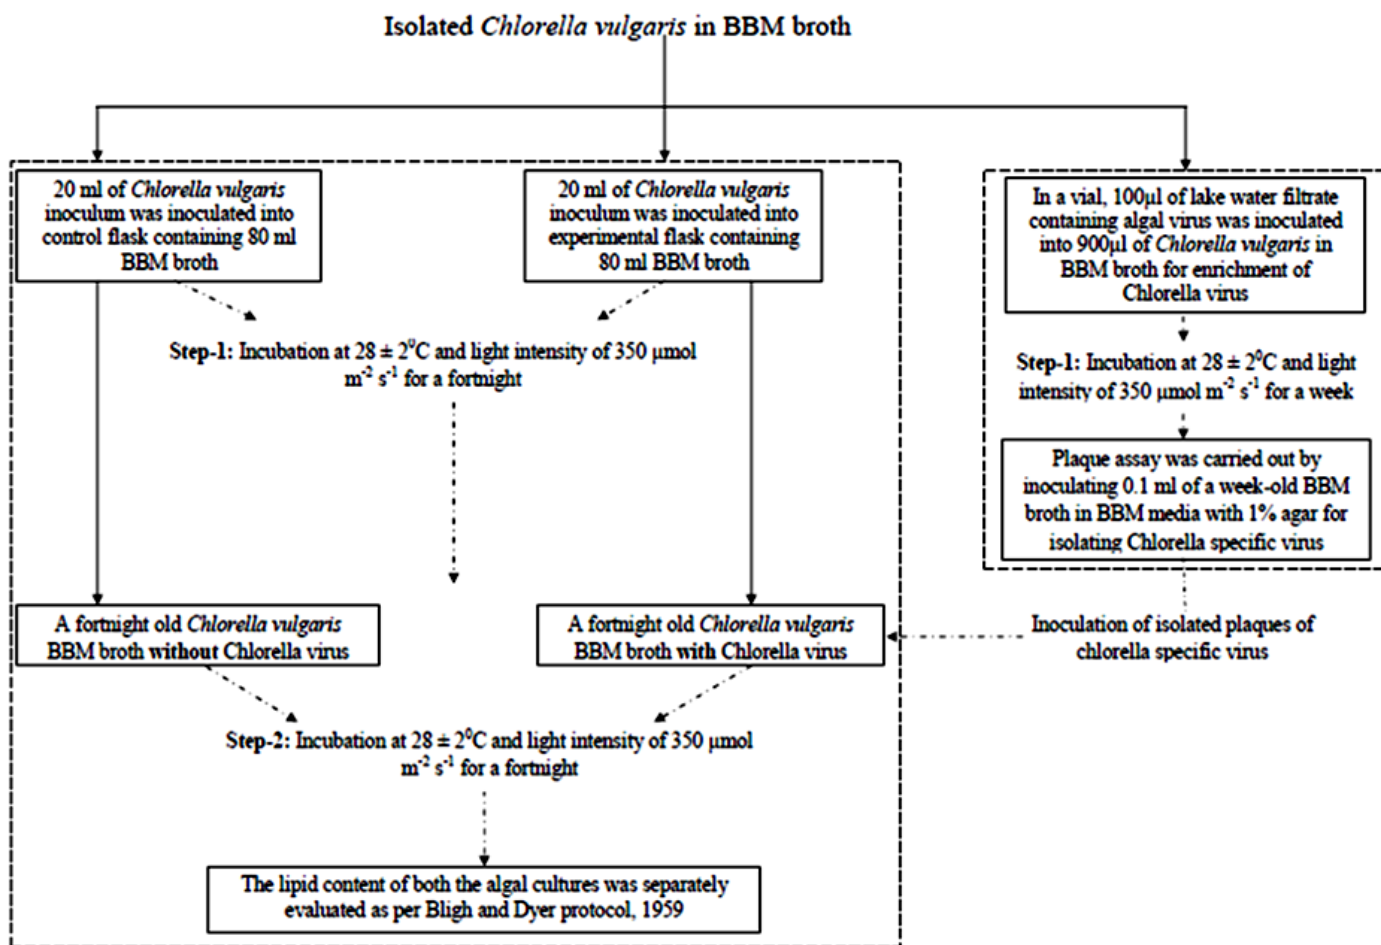 Isolated Chlorella vulgaris in BBM broth
20 ml of Chlorella vulgaris
inoculum was inoculated into
control flask containing 80 ml
BBM broth
20 ml of Chlorella vulgaris
inoculum was inoculated into
experimental flask containing
80 ml BBM broth
In a vial, 100µl of lake water filtrate
containing algal virus was inoculated
into 900µl of Chlorella vulgaris in
BBM broth for enrichment of
Chlorella virus
Step-1: Incubation at 28 ± 2⁰C and light intensity of 350 µmol
m⁻² s⁻¹ for a fortnight
Step-1: Incubation at 28 ± 2⁰C and light
intensity of 350 µmol m⁻² s⁻¹ for a week
Plaque assay was carried out by
inoculating 0.1 ml of a week-old BBM
broth in BBM media with 1% agar for
isolating Chlorella specific virus
A fortnight old Chlorella vulgaris
BBM broth without Chlorella virus
A fortnight old Chlorella vulgaris
BBM broth with Chlorella virus
Inoculation of isolated plaques of
chlorella specific virus
Step-2: Incubation at 28 ± 2⁰C and light intensity of 350 µmol
m⁻² s⁻¹ for a fortnight
The lipid content of both the algal cultures was separately
evaluated as per Bligh and Dyer protocol, 1959